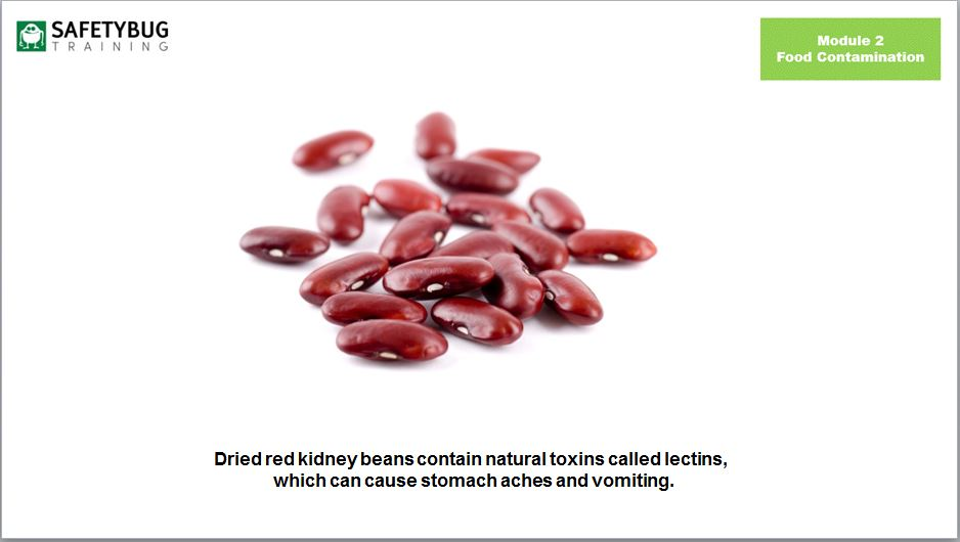 SAFETYBUG
TRAINING
Module 2
Food Contamination
Dried red kidney beans contain natural toxins called lectins,
which can cause stomach aches and vomiting.